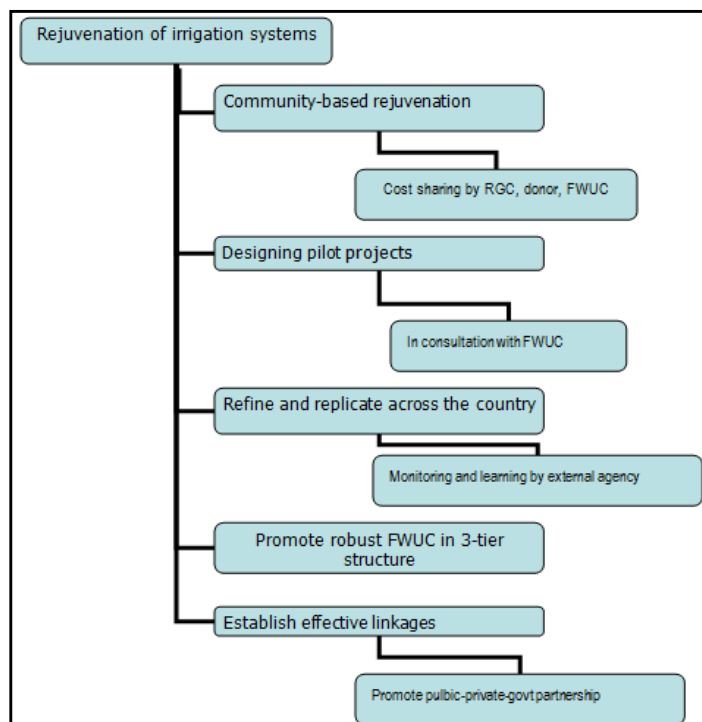 Rejuvenation of irrigation systems
Community-based rejuvenation
Cost sharing by RGC, donor, FWUC
Designing pilot projects
In consultation with FWUC
Refine and replicate across the country
Monitoring and learning by external agency
Promote robust FWUC in 3-tier
structure
Establish effective linkages
Promote pulbic-private-govt partnership